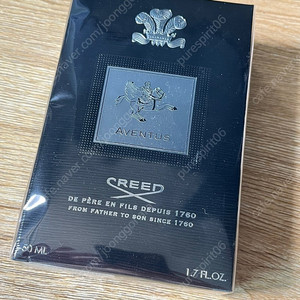 AVENTUS
CREED
DE PÈRE EN FILS DEPUIS 1760
FROM FATHER TO SON SINCE 1760
50 ML
1.7 FL.OZ.